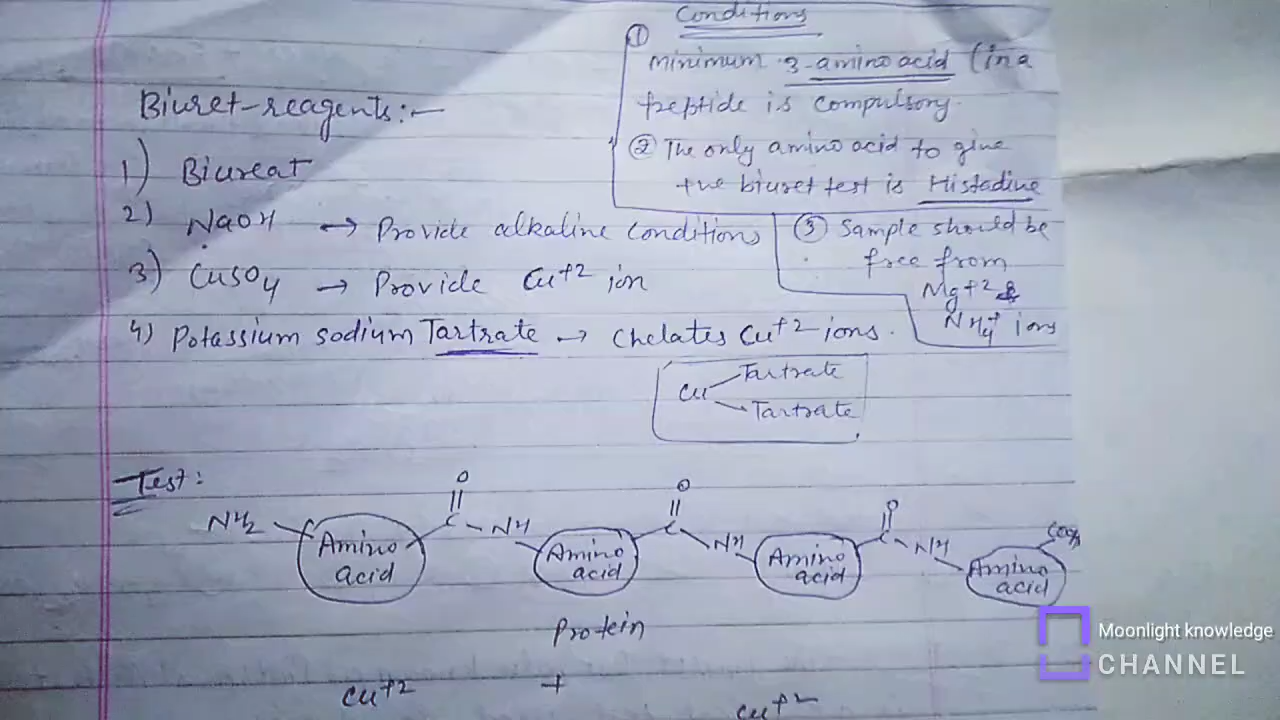 Conditions
① Minimum 3 amino acid (in a
peptide is compulsory.
② The only amino acid to give
the biuret test is Histadine
③ Sample should be
free from
Mg+2 &
NH4+ ions
Biuret-reagents:-
1) Biureat
2) NaOH → Provide alkaline conditions
3) CuSO4 → Provide Cu+2 ion
4) Potassium sodium Tartrate → Chelates Cu+2 ions.
Cu
Tartrate
Tartrate
Test:
NH2 Amino acid
O
||
C - NH
Amino acid
O
||
C - NH
Amino acid
O
||
C - NH
Amino acid
Protein
+
Cu+2 Cu+2
Moonlight knowledge
CHANNEL